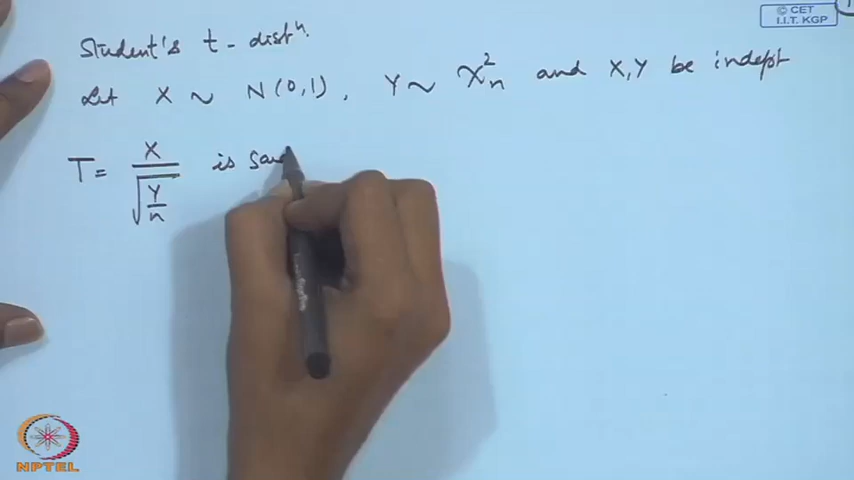 © CET
I.I.T. KGP
Student's t - distⁿ.
Let X ~ N(0,1), Y ~ χ²ₙ and X,Y be indept
T = X / √(Y/n) is
NPTEL